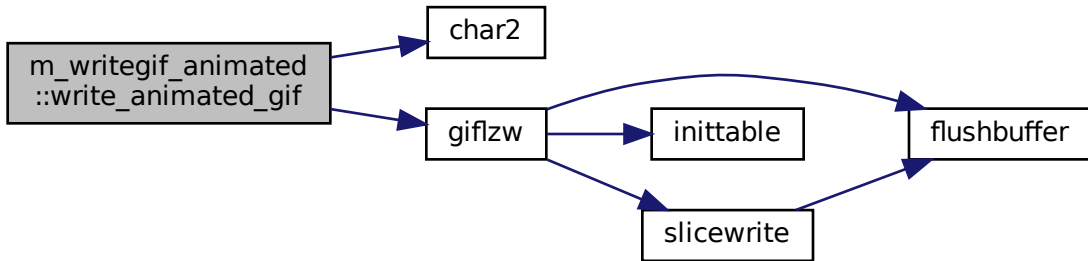 m_writegif_animated
::write_animated_gif
char2
giflzw
inittable
flushbuffer
slicewrite